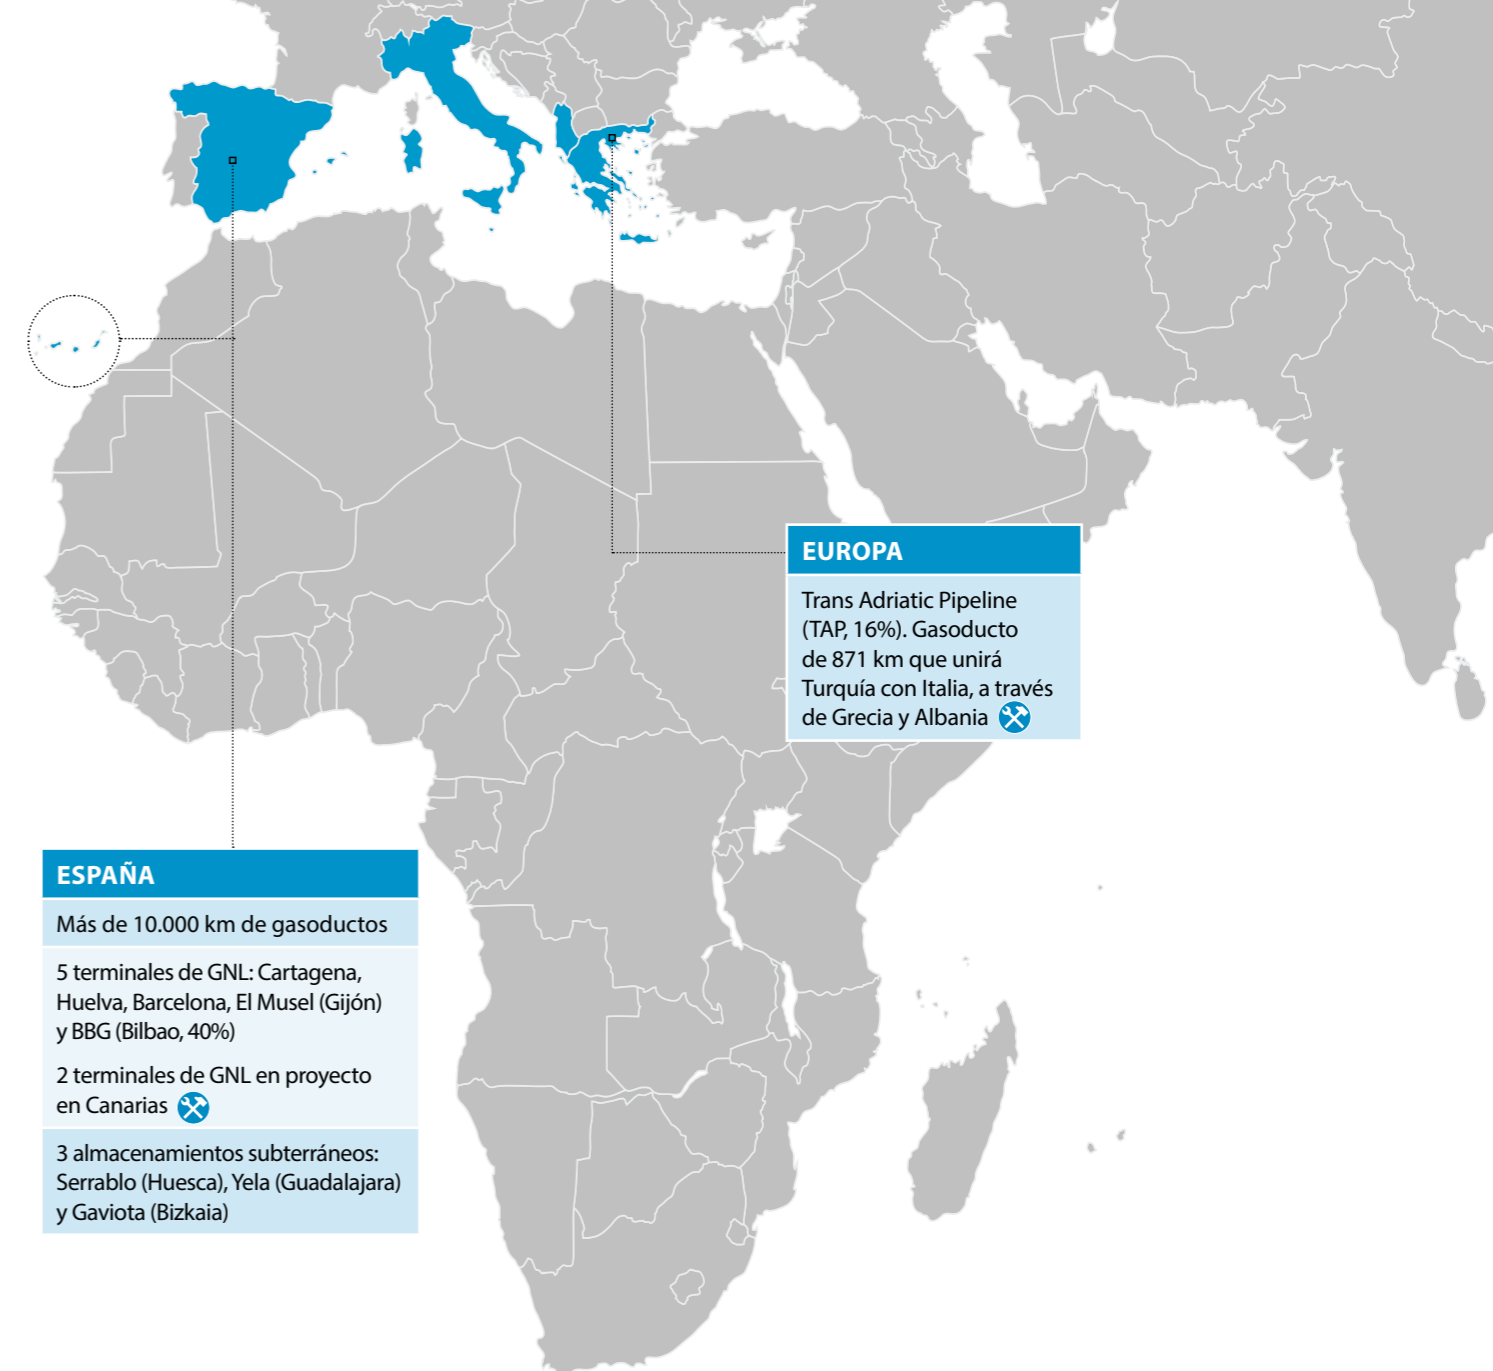 EUROPA
Trans Adriatic Pipeline
(TAP, 16%). Gasoducto
de 871 km que unirá
Turquía con Italia, a través
de Grecia y Albania
ESPAÑA
Más de 10.000 km de gasoductos
5 terminales de GNL: Cartagena,
Huelva, Barcelona, El Musel (Gijón)
y BBG (Bilbao, 40%)
2 terminales de GNL en proyecto
en Canarias
3 almacenamientos subterráneos:
Serrablo (Huesca), Yela (Guadalajara)
y Gaviota (Bizkaia)